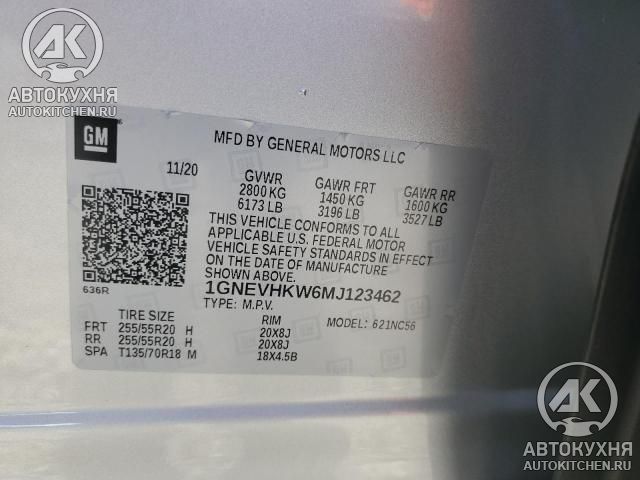 АК
АВТОКУХНЯ
AUTOKITCHEN.RU
GM
MFD BY GENERAL MOTORS LLC
11/20
GVWR
2800 KG
6173 LB
GAWR FRT
1450 KG
3196 LB
GAWR RR
1600 KG
3527 LB
THIS VEHICLE CONFORMS TO ALL
APPLICABLE U.S. FEDERAL MOTOR
VEHICLE SAFETY STANDARDS IN EFFECT
ON THE DATE OF MANUFACTURE
SHOWN ABOVE.
636R
1GNEVHKW6MJ123462
TYPE: M.P.V.
MODEL: 621NC56
TIRE SIZE RIM
FRT 255/55R20 H 20X8J
RR 255/55R20 H 20X8J
SPA T135/70R18 M 18X4.5B
АК
АВТОКУХНЯ
AUTOKITCHEN.RU